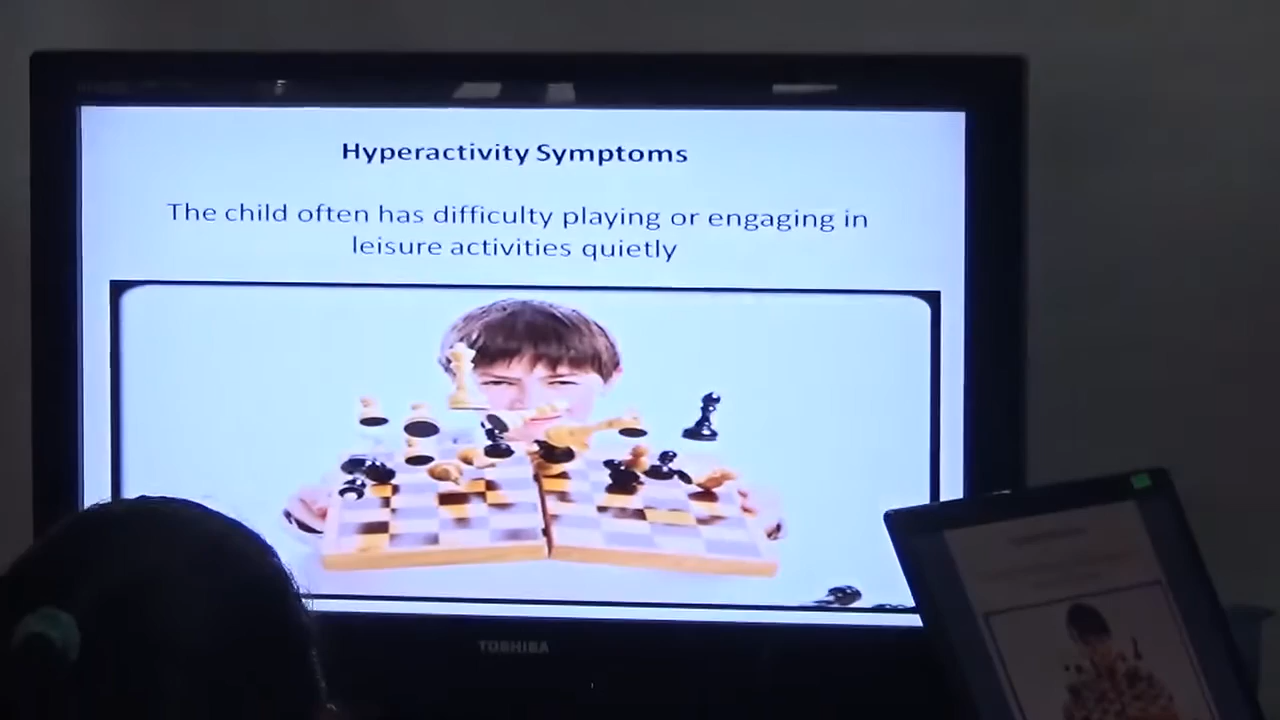 Hyperactivity Symptoms
The child often has difficulty playing or engaging in
leisure activities quietly
TOSHIBA